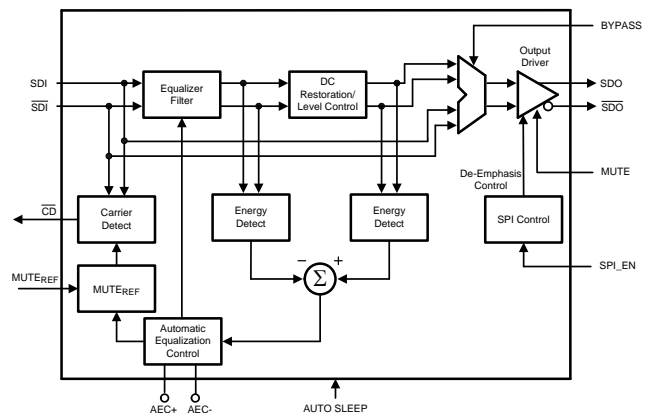 BYPASS
Output
Driver
SDI
SDI
Equalizer
Filter
DC
Restoration/
Level Control
SDO
SDO
De-Emphasis
Control
MUTE
CD
Carrier
Detect
Energy
Detect
Energy
Detect
SPI Control
− +
Σ
SPI_EN
MUTEREF
MUTEREF
Automatic
Equalization
Control
AEC+ AEC-
AUTO SLEEP